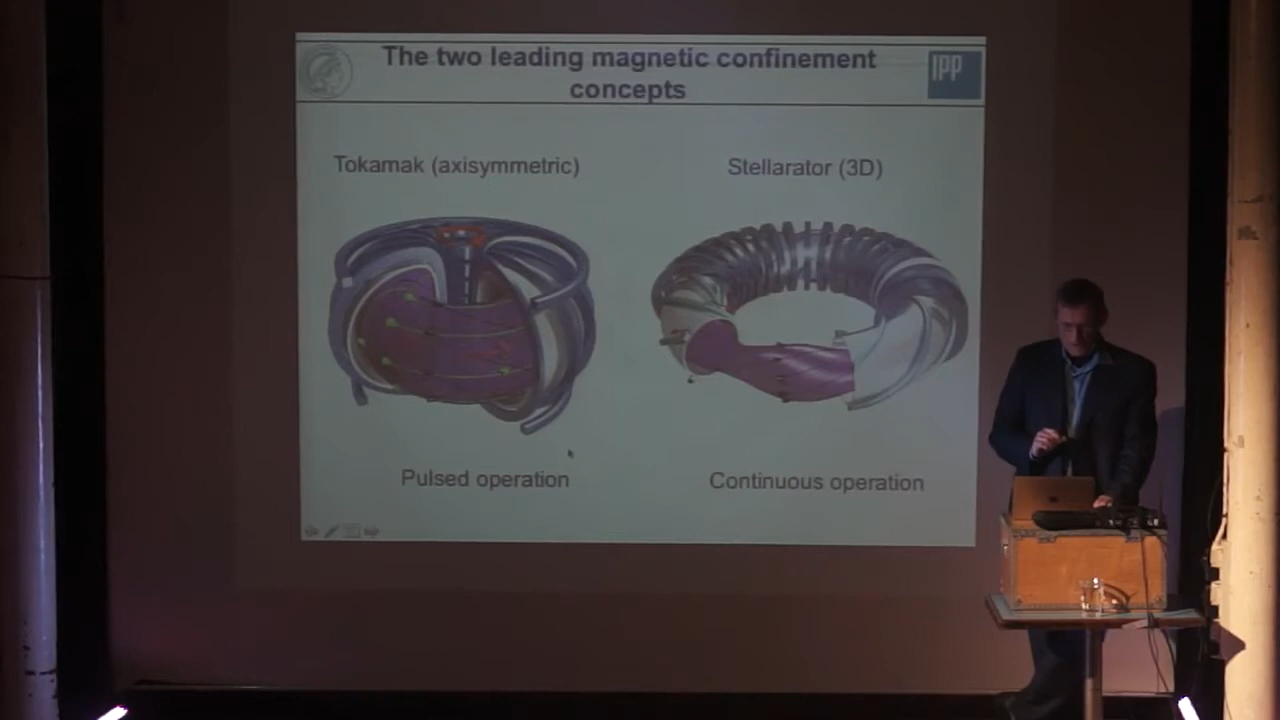 The two leading magnetic confinement
concepts
IPP
Tokamak (axisymmetric)
Stellarator (3D)
Pulsed operation
Continuous operation